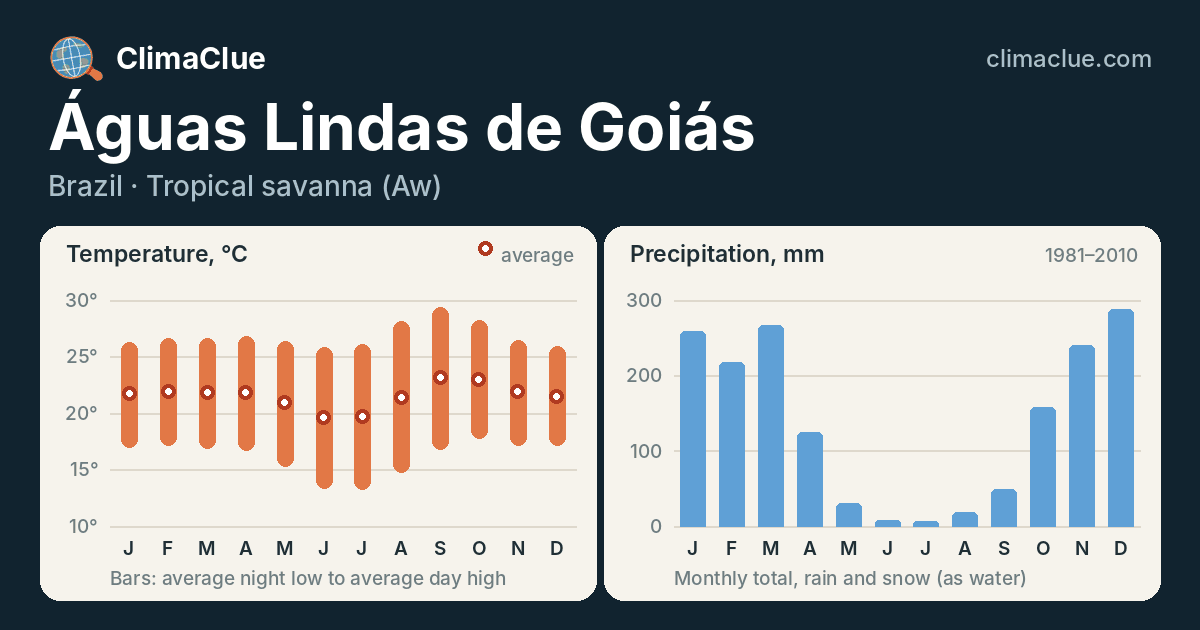 ClimaClue
climaclue.com
Águas Lindas de Goiás
Brazil · Tropical savanna (Aw)
Temperature, °C
average
30°
25°
20°
15°
10°
J F M A M J J A S O N D
Bars: average night low to average day high
Precipitation, mm
1981–2010
300
200
100
0
J F M A M J J A S O N D
Monthly total, rain and snow (as water)